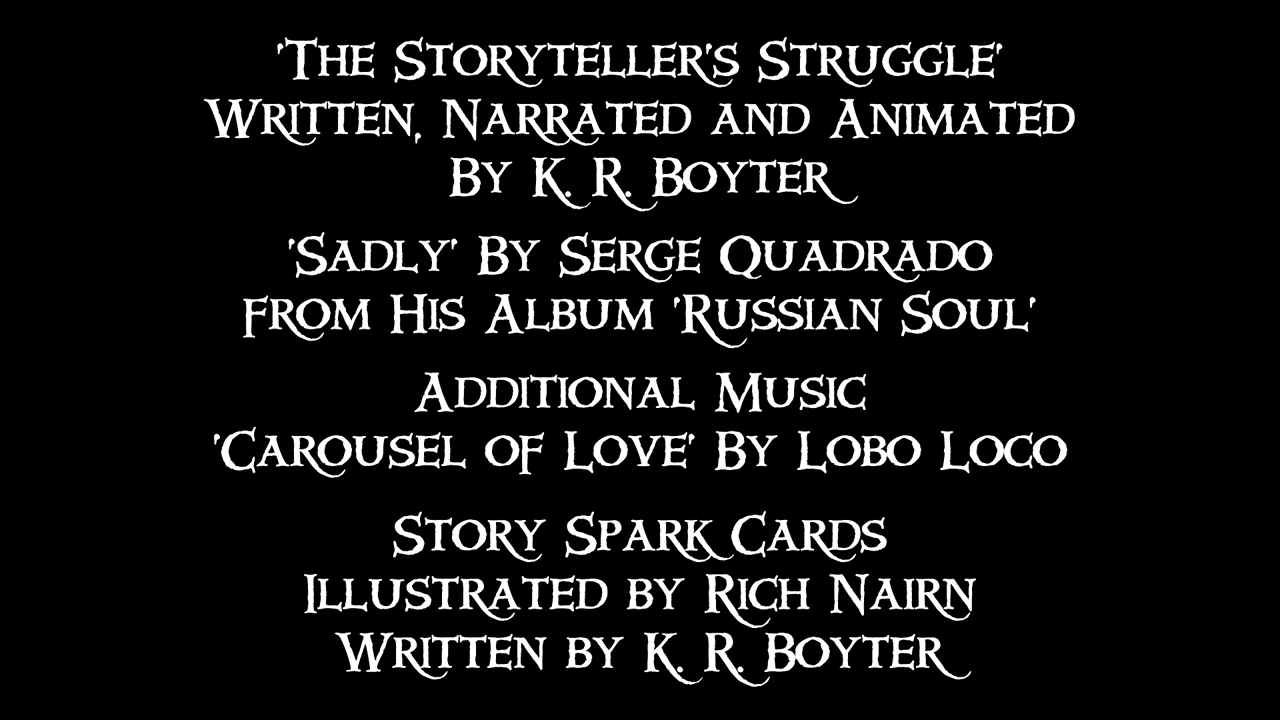 'The Storyteller's Struggle'
Written, Narrated and Animated
By K. R. Boyter
'Sadly' By Serge Quadrado
from His Album 'Russian Soul'
Additional Music
'Carousel of Love' By Lobo Loco
Story Spark Cards
Illustrated by Rich Nairn
Written by K. R. Boyter